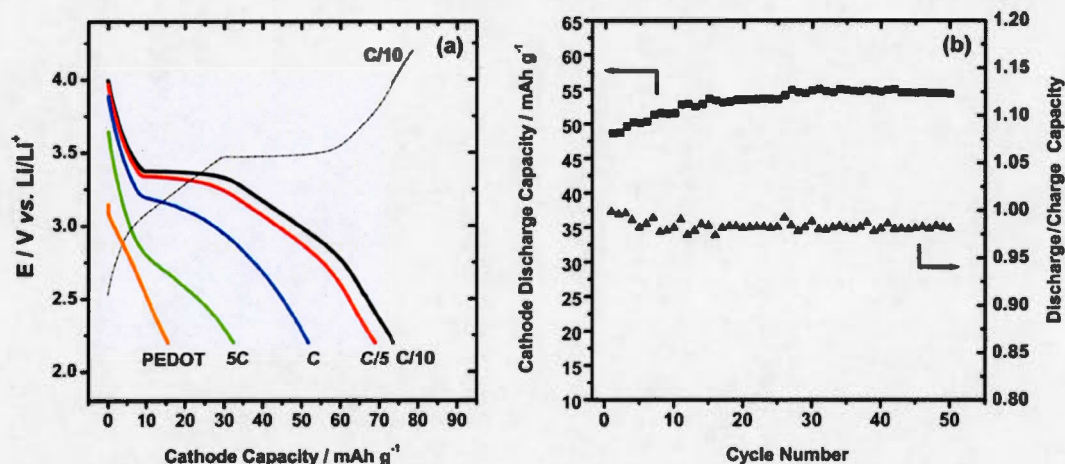 (a)
C/10
4.0
3.5
3.0
2.5
2.0
E / V vs. Li/Li⁺
PEDOT 5C C C/5 C/10
0 10 20 30 40 50 60 70 80 90
Cathode Capacity / mAh g⁻¹
(b)
65
60
55
50
45
40
35
30
25
20
15
10
Cathode Discharge Capacity / mAh g⁻¹
1.20
1.15
1.10
1.05
1.00
0.95
0.90
0.85
0.80
Discharge/Charge Capacity
0 10 20 30 40 50
Cycle Number